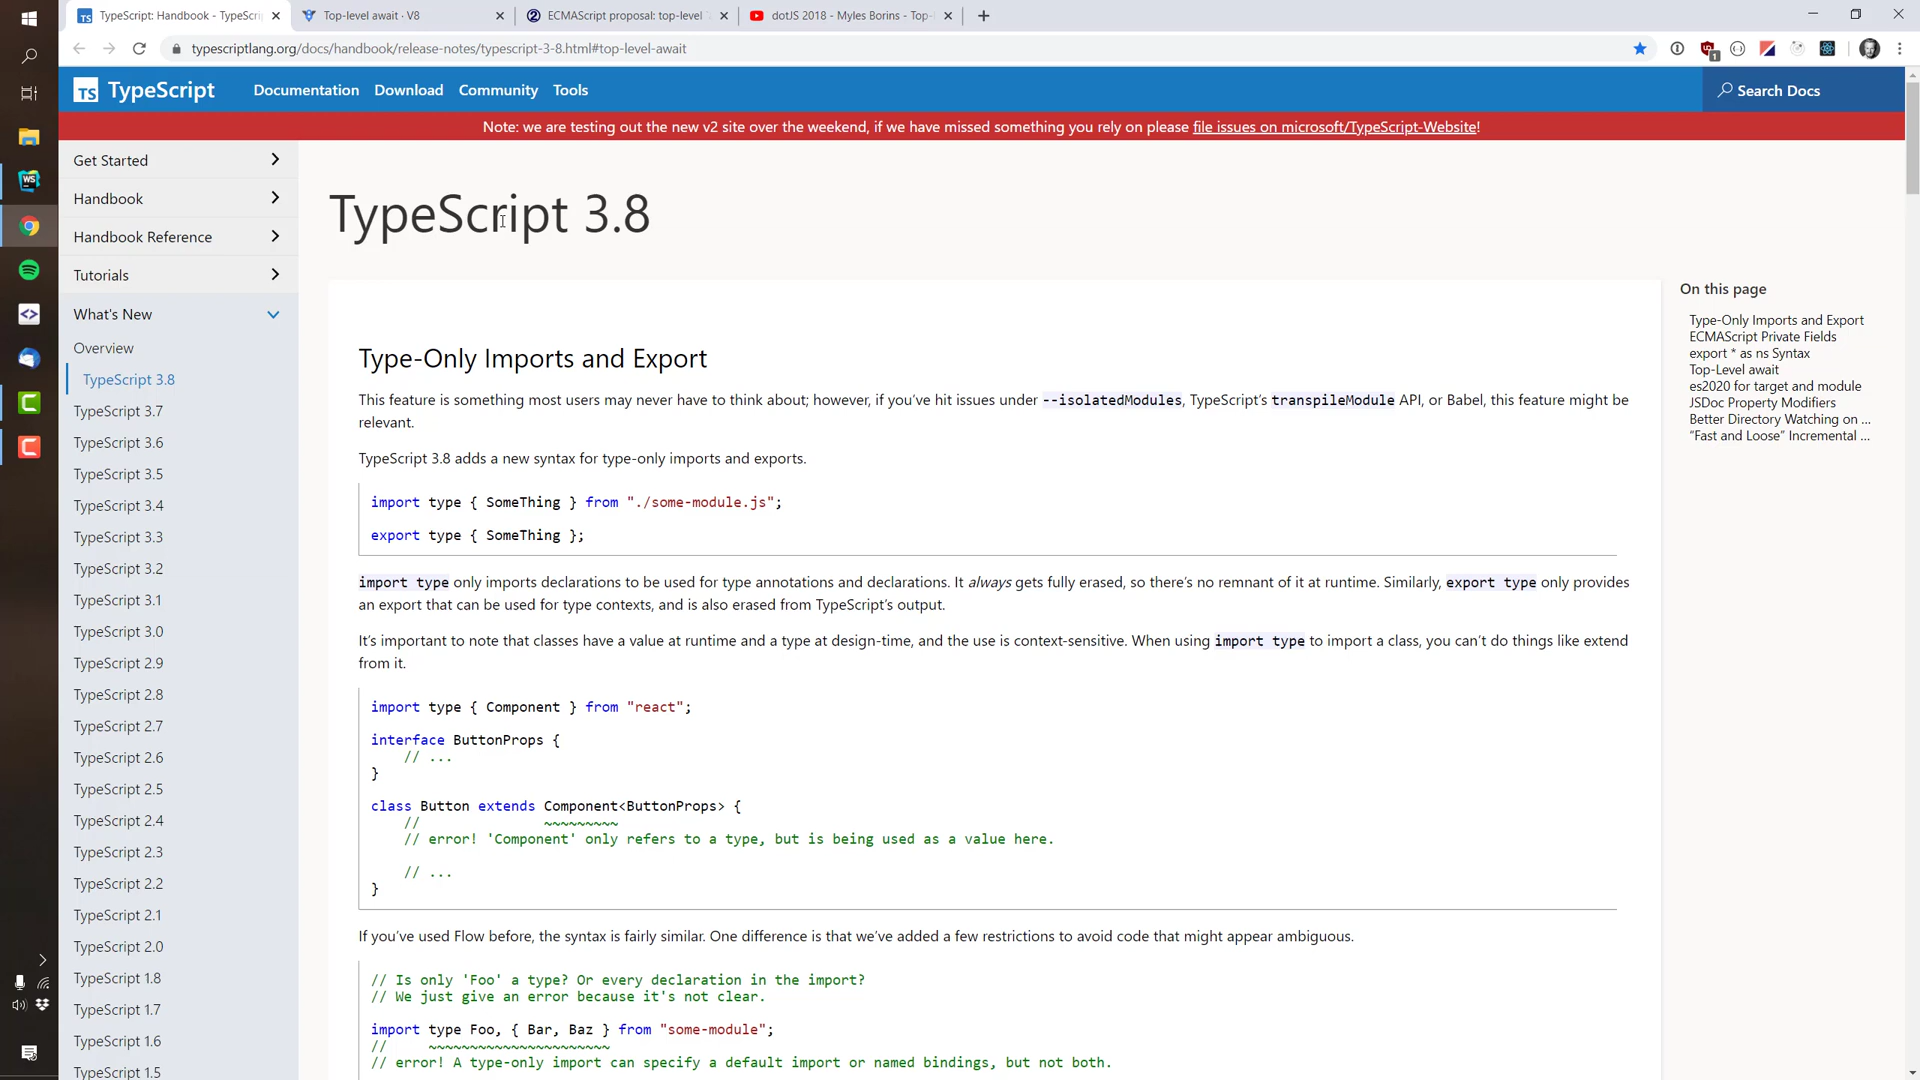 TypeScript: Handbook - TypeScri
Top-level await · V8
ECMAScript proposal: top-level
dotJS 2018 - Myles Borins - Top-
typescriptlang.org/docs/handbook/release-notes/typescript-3-8.html#top-level-await
TS TypeScript
Documentation
Download
Community
Tools
Search Docs
Note: we are testing out the new v2 site over the weekend, if we have missed something you rely on please file issues on microsoft/TypeScript-Website!
Get Started
Handbook
Handbook Reference
Tutorials
What's New
Overview
TypeScript 3.8
TypeScript 3.7
TypeScript 3.6
TypeScript 3.5
TypeScript 3.4
TypeScript 3.3
TypeScript 3.2
TypeScript 3.1
TypeScript 3.0
TypeScript 2.9
TypeScript 2.8
TypeScript 2.7
TypeScript 2.6
TypeScript 2.5
TypeScript 2.4
TypeScript 2.3
TypeScript 2.2
TypeScript 2.1
TypeScript 2.0
TypeScript 1.8
TypeScript 1.7
TypeScript 1.6
TypeScript 1.5
TypeScript 3.8
Type-Only Imports and Export
This feature is something most users may never have to think about; however, if you've hit issues under --isolatedModules, TypeScript's transpileModule API, or Babel, this feature might be
relevant.
TypeScript 3.8 adds a new syntax for type-only imports and exports.
import type { SomeThing } from "./some-module.js";
export type { SomeThing };
import type only imports declarations to be used for type annotations and declarations. It always gets fully erased, so there's no remnant of it at runtime. Similarly, export type only provides
an export that can be used for type contexts, and is also erased from TypeScript's output.
It's important to note that classes have a value at runtime and a type at design-time, and the use is context-sensitive. When using import type to import a class, you can't do things like extend
from it.
import type { Component } from "react";
interface ButtonProps {
// ...
}
class Button extends Component<ButtonProps> {
// ~~~~~~~~~
// error! 'Component' only refers to a type, but is being used as a value here.
// ...
}
If you've used Flow before, the syntax is fairly similar. One difference is that we've added a few restrictions to avoid code that might appear ambiguous.
// Is only 'Foo' a type? Or every declaration in the import?
// We just give an error because it's not clear.
import type Foo, { Bar, Baz } from "some-module";
// ~~~~~~~~~~~~~~~~~~~~~~
// error! A type-only import can specify a default import or named bindings, but not both.
On this page
Type-Only Imports and Export
ECMAScript Private Fields
export * as ns Syntax
Top-Level await
es2020 for target and module
JSDoc Property Modifiers
Better Directory Watching on ...
"Fast and Loose" Incremental ...